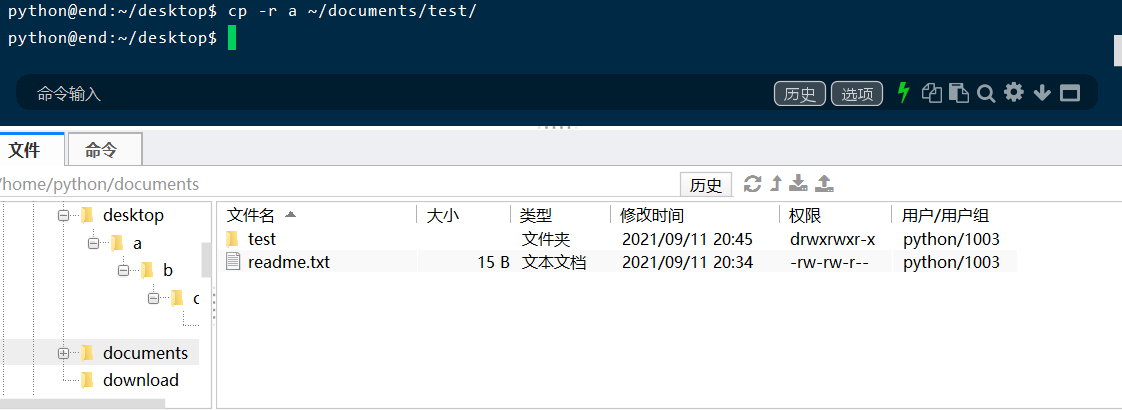 python@end:~/desktop$ cp -r a ~/documents/test/
python@end:~/desktop$
命令输入 历史 选项
文件 命令
/home/python/documents 历史
desktop
a
b
c
documents
download
文件名 大小 类型 修改时间 权限 用户/用户组
test 文件夹 2021/09/11 20:45 drwxrwxr-x python/1003
readme.txt 15 B 文本文档 2021/09/11 20:34 -rw-rw-r-- python/1003